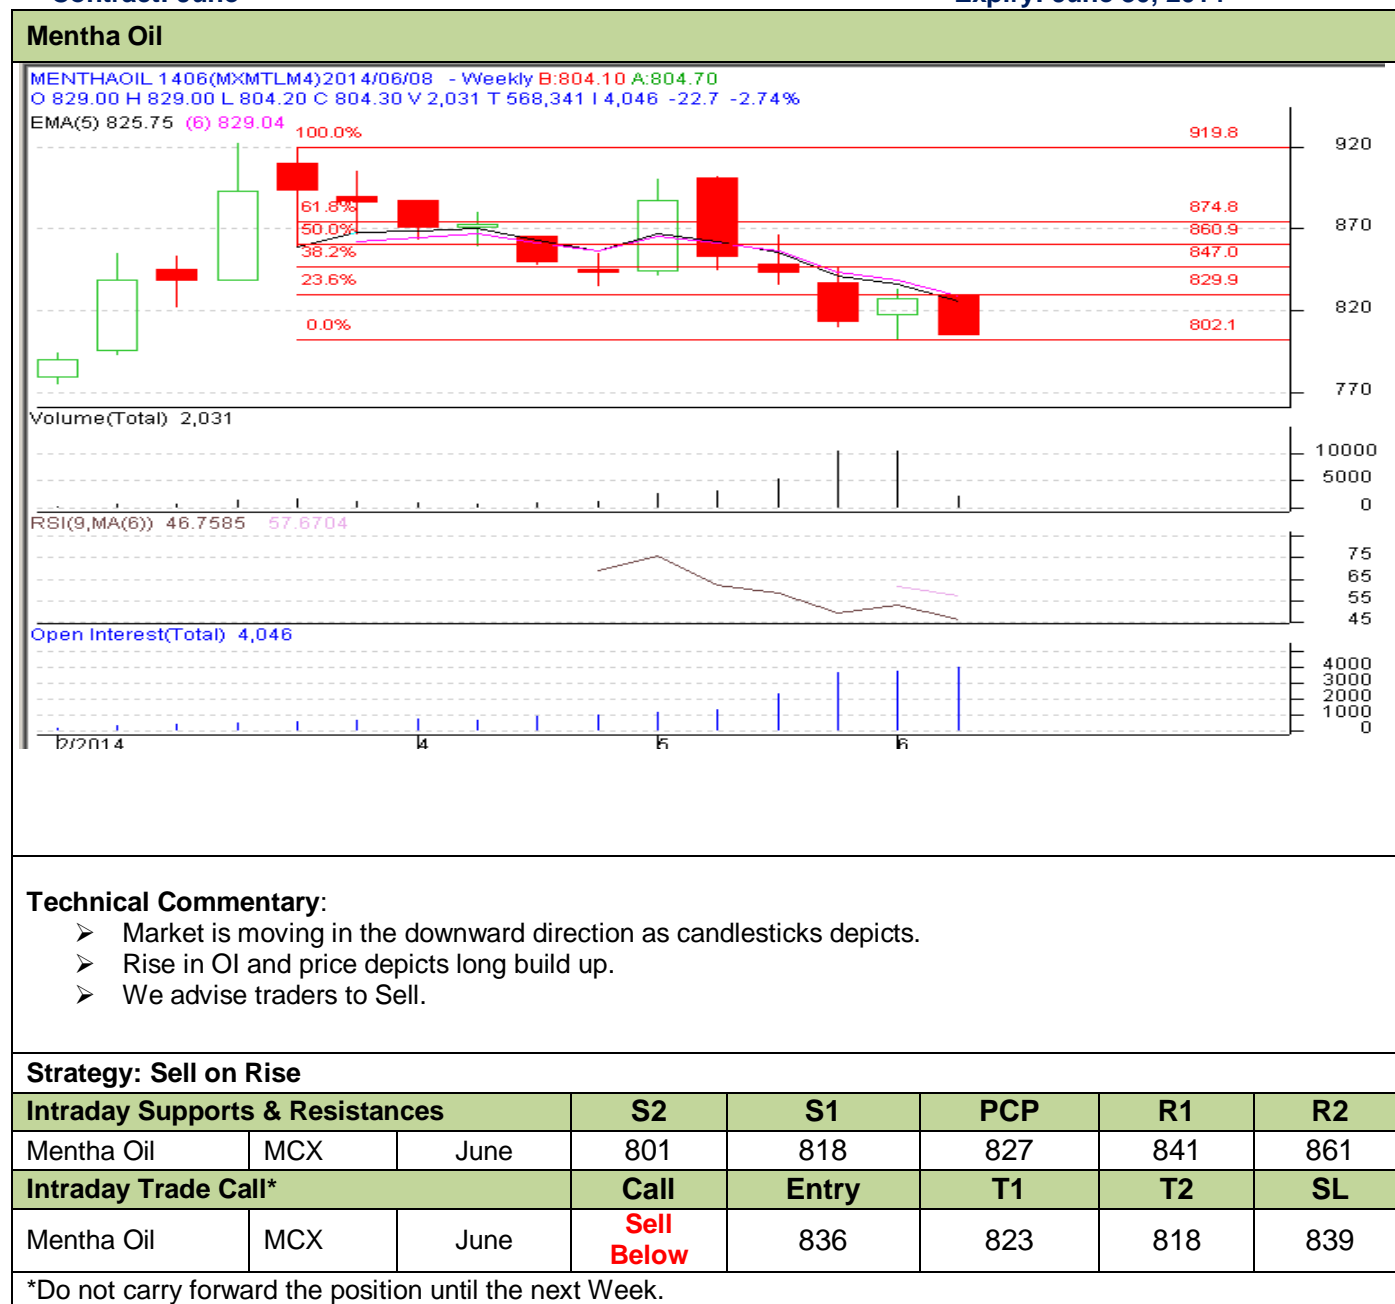 Contract: June Expiry: June 30, 2014
Mentha Oil
MENTHAOIL 1406(MXMTLM4)2014/06/08 - Weekly B:804.10 A:804.70
O 829.00 H 829.00 L 804.20 C 804.30 V 2,031 T 568,341 I 4,046 -22.7 -2.74%
EMA(5) 825.75 (6) 829.04
100.0% 919.8
920
61.8% 874.8
870
50.0% 860.9
38.2% 847.0
23.6% 829.9
820
0.0% 802.1
770
Volume(Total) 2,031
10000
5000
0
RSI(9,MA(6)) 46.7585 57.6704
75
65
55
45
Open Interest(Total) 4,046
4000
3000
2000
1000
0
2/2014 4 5 6
Technical Commentary:
➢ Market is moving in the downward direction as candlesticks depicts.
➢ Rise in OI and price depicts long build up.
➢ We advise traders to Sell.
Strategy: Sell on Rise
Intraday Supports & Resistances S2 S1 PCP R1 R2
Mentha Oil MCX June 801 818 827 841 861
Intraday Trade Call* Call Entry T1 T2 SL
Mentha Oil MCX June Sell Below 836 823 818 839
*Do not carry forward the position until the next Week.